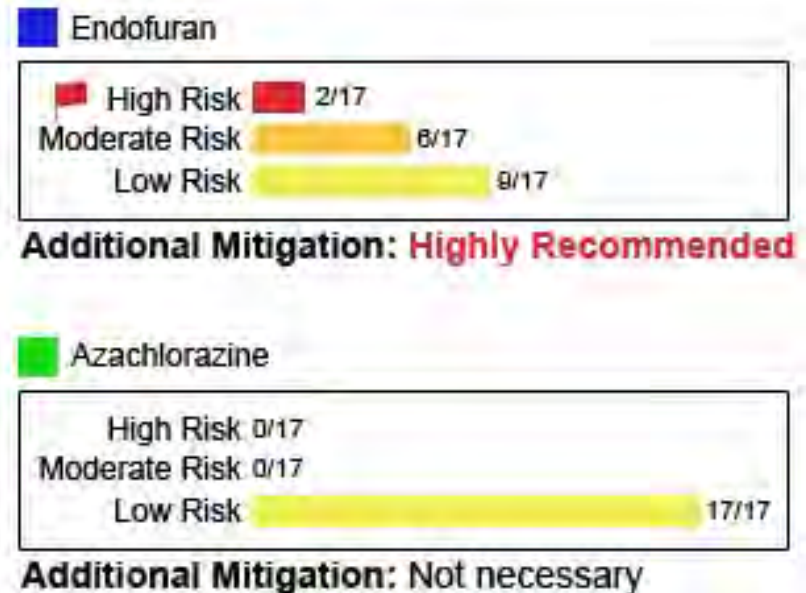 Endofuran
High Risk 2/17
Moderate Risk 6/17
Low Risk 9/17
Additional Mitigation: Highly Recommended
Azachlorazine
High Risk 0/17
Moderate Risk 0/17
Low Risk 17/17
Additional Mitigation: Not necessary